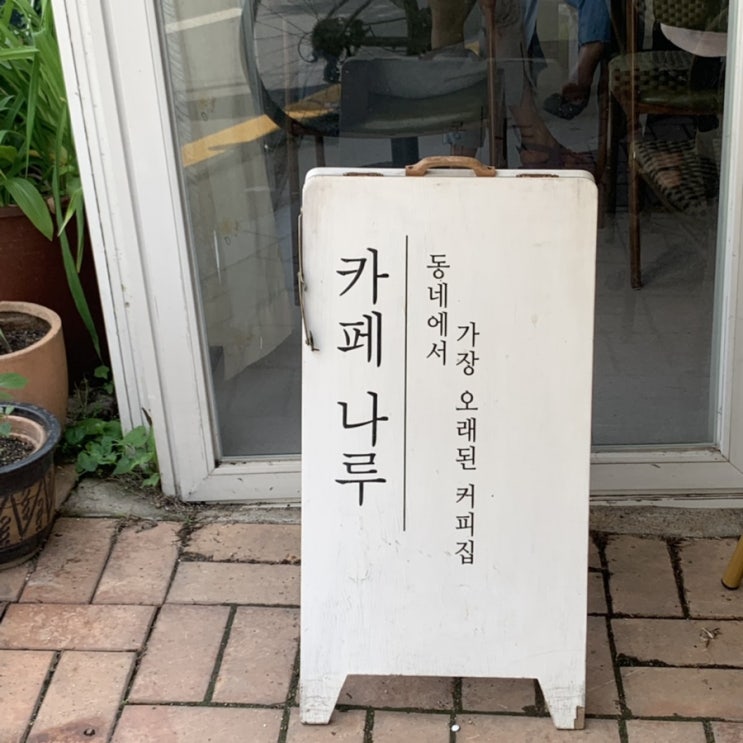 카페 나루
동네에서
가장 오래된 커피집